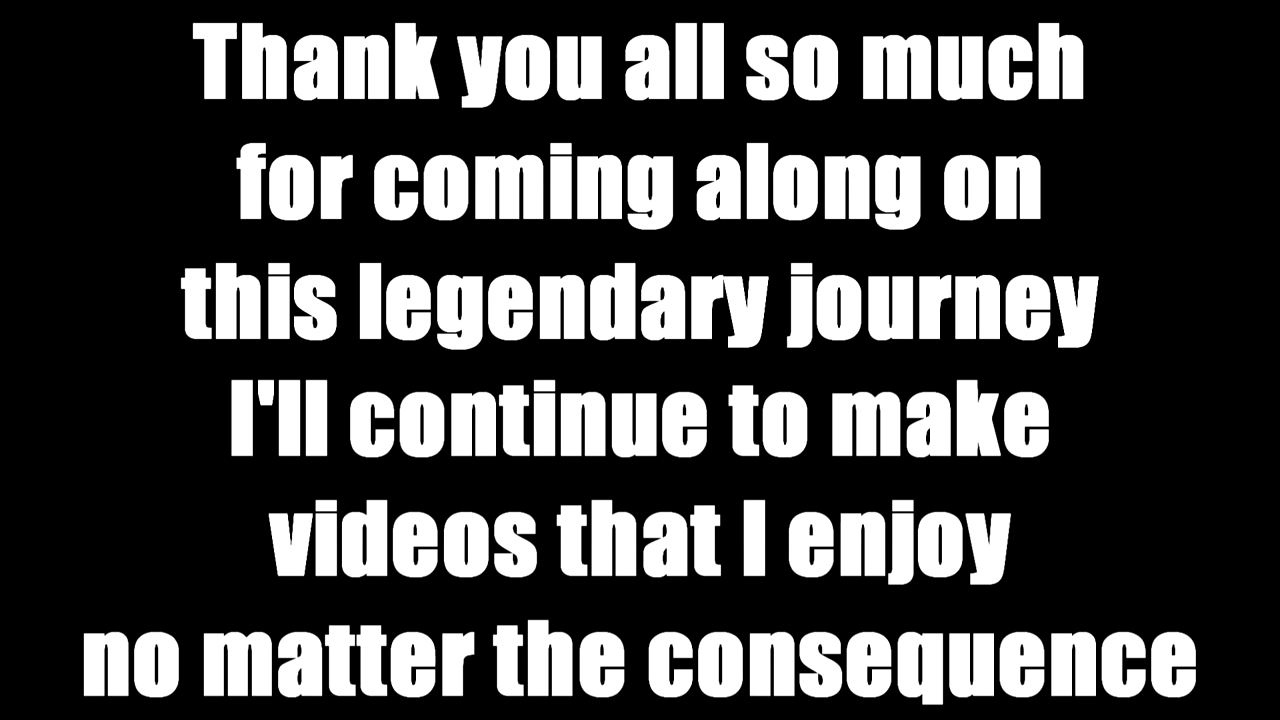 Thank you all so much
for coming along on
this legendary journey
I'll continue to make
videos that I enjoy
no matter the consequence